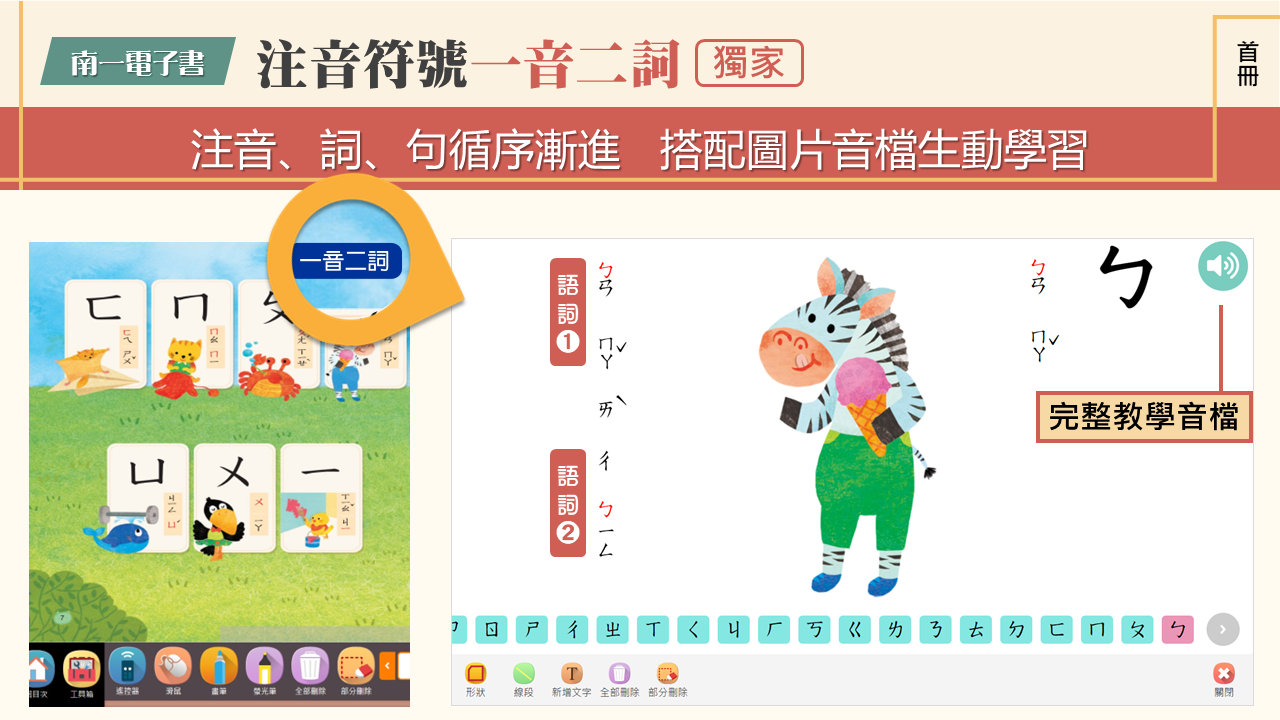 南一電子書
注音符號一音二詞
獨家
首冊
注音、詞、句循序漸進 搭配圖片音檔生動學習
一音二詞
ㄈ
ㄇ
ㄩ
ㄨ
一
7
工具箱
遙控器
滑鼠
畫筆
螢光筆
全部刪除
部分刪除
語詞1
ㄅㄢ ㄇㄚˇ
ㄞˋ ㄔ
語詞2
ㄅㄧㄥ
ㄅㄢ ㄇㄚˇ
ㄅ
完整教學音檔
ㄖ ㄕ ㄔ ㄓ ㄒ ㄑ ㄐ ㄏ ㄎ ㄍ ㄌ ㄋ ㄊ ㄉ ㄈ ㄇ ㄆ ㄅ
形狀
線段
新增文字
全部刪除
部分刪除
關閉